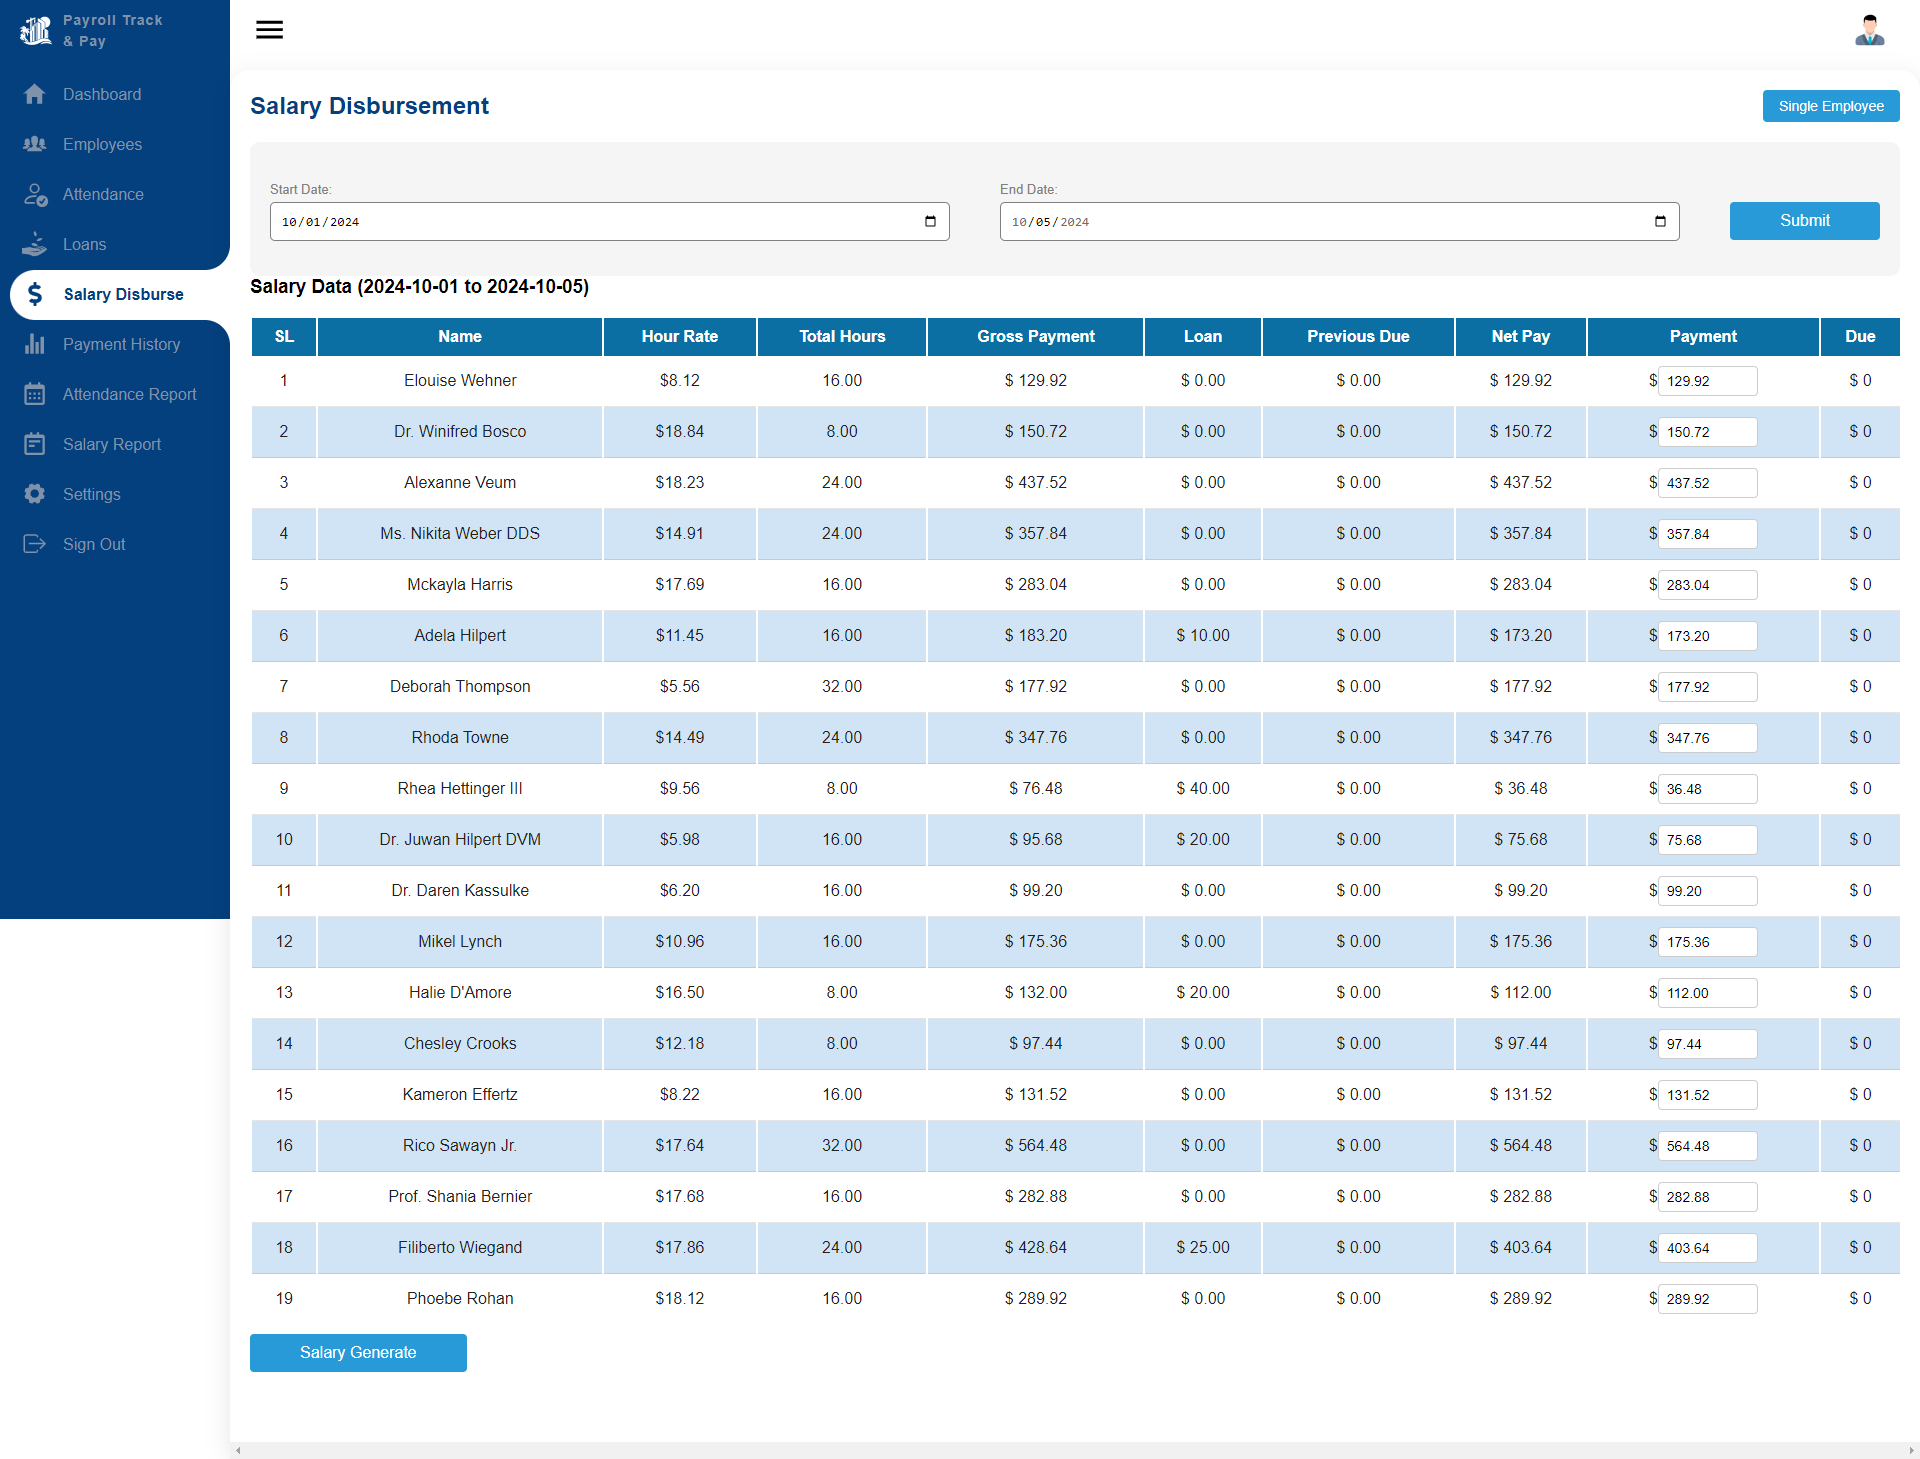 Payroll Track
& Pay
Dashboard
Employees
Attendance
Loans
Salary Disburse
Payment History
Attendance Report
Salary Report
Settings
Sign Out
Salary Disbursement
Single Employee
Start Date:
10/01/2024
End Date:
10/05/2024
Submit
Salary Data (2024-10-01 to 2024-10-05)
SL Name Hour Rate Total Hours Gross Payment Loan Previous Due Net Pay Payment Due
1 Elouise Wehner $8.12 16.00 $ 129.92 $ 0.00 $ 0.00 $ 129.92 $ 129.92 $ 0
2 Dr. Winifred Bosco $18.84 8.00 $ 150.72 $ 0.00 $ 0.00 $ 150.72 $ 150.72 $ 0
3 Alexanne Veum $18.23 24.00 $ 437.52 $ 0.00 $ 0.00 $ 437.52 $ 437.52 $ 0
4 Ms. Nikita Weber DDS $14.91 24.00 $ 357.84 $ 0.00 $ 0.00 $ 357.84 $ 357.84 $ 0
5 Mckayla Harris $17.69 16.00 $ 283.04 $ 0.00 $ 0.00 $ 283.04 $ 283.04 $ 0
6 Adela Hilpert $11.45 16.00 $ 183.20 $ 10.00 $ 0.00 $ 173.20 $ 173.20 $ 0
7 Deborah Thompson $5.56 32.00 $ 177.92 $ 0.00 $ 0.00 $ 177.92 $ 177.92 $ 0
8 Rhoda Towne $14.49 24.00 $ 347.76 $ 0.00 $ 0.00 $ 347.76 $ 347.76 $ 0
9 Rhea Hettinger III $9.56 8.00 $ 76.48 $ 40.00 $ 0.00 $ 36.48 $ 36.48 $ 0
10 Dr. Juwan Hilpert DVM $5.98 16.00 $ 95.68 $ 20.00 $ 0.00 $ 75.68 $ 75.68 $ 0
11 Dr. Daren Kassulke $6.20 16.00 $ 99.20 $ 0.00 $ 0.00 $ 99.20 $ 99.20 $ 0
12 Mikel Lynch $10.96 16.00 $ 175.36 $ 0.00 $ 0.00 $ 175.36 $ 175.36 $ 0
13 Halie D'Amore $16.50 8.00 $ 132.00 $ 20.00 $ 0.00 $ 112.00 $ 112.00 $ 0
14 Chesley Crooks $12.18 8.00 $ 97.44 $ 0.00 $ 0.00 $ 97.44 $ 97.44 $ 0
15 Kameron Effertz $8.22 16.00 $ 131.52 $ 0.00 $ 0.00 $ 131.52 $ 131.52 $ 0
16 Rico Sawayn Jr. $17.64 32.00 $ 564.48 $ 0.00 $ 0.00 $ 564.48 $ 564.48 $ 0
17 Prof. Shania Bernier $17.68 16.00 $ 282.88 $ 0.00 $ 0.00 $ 282.88 $ 282.88 $ 0
18 Filiberto Wiegand $17.86 24.00 $ 428.64 $ 25.00 $ 0.00 $ 403.64 $ 403.64 $ 0
19 Phoebe Rohan $18.12 16.00 $ 289.92 $ 0.00 $ 0.00 $ 289.92 $ 289.92 $ 0
Salary Generate